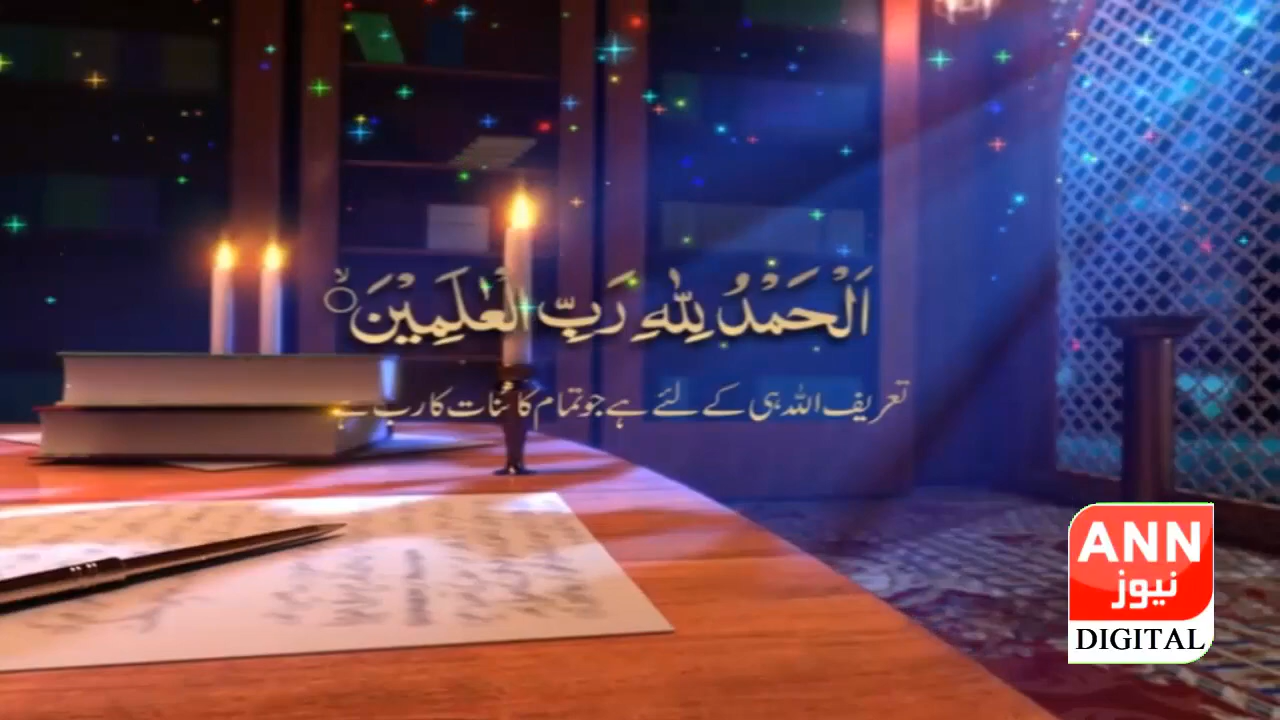 اَلْحَمْدُ لِلّٰهِ رَبِّ الْعٰلَمِيْنَ ۙ
تعریف اللہ ہی کے لئے ہے جو تمام کائنات کا رب ہے
ANN
نیوز
DIGITAL